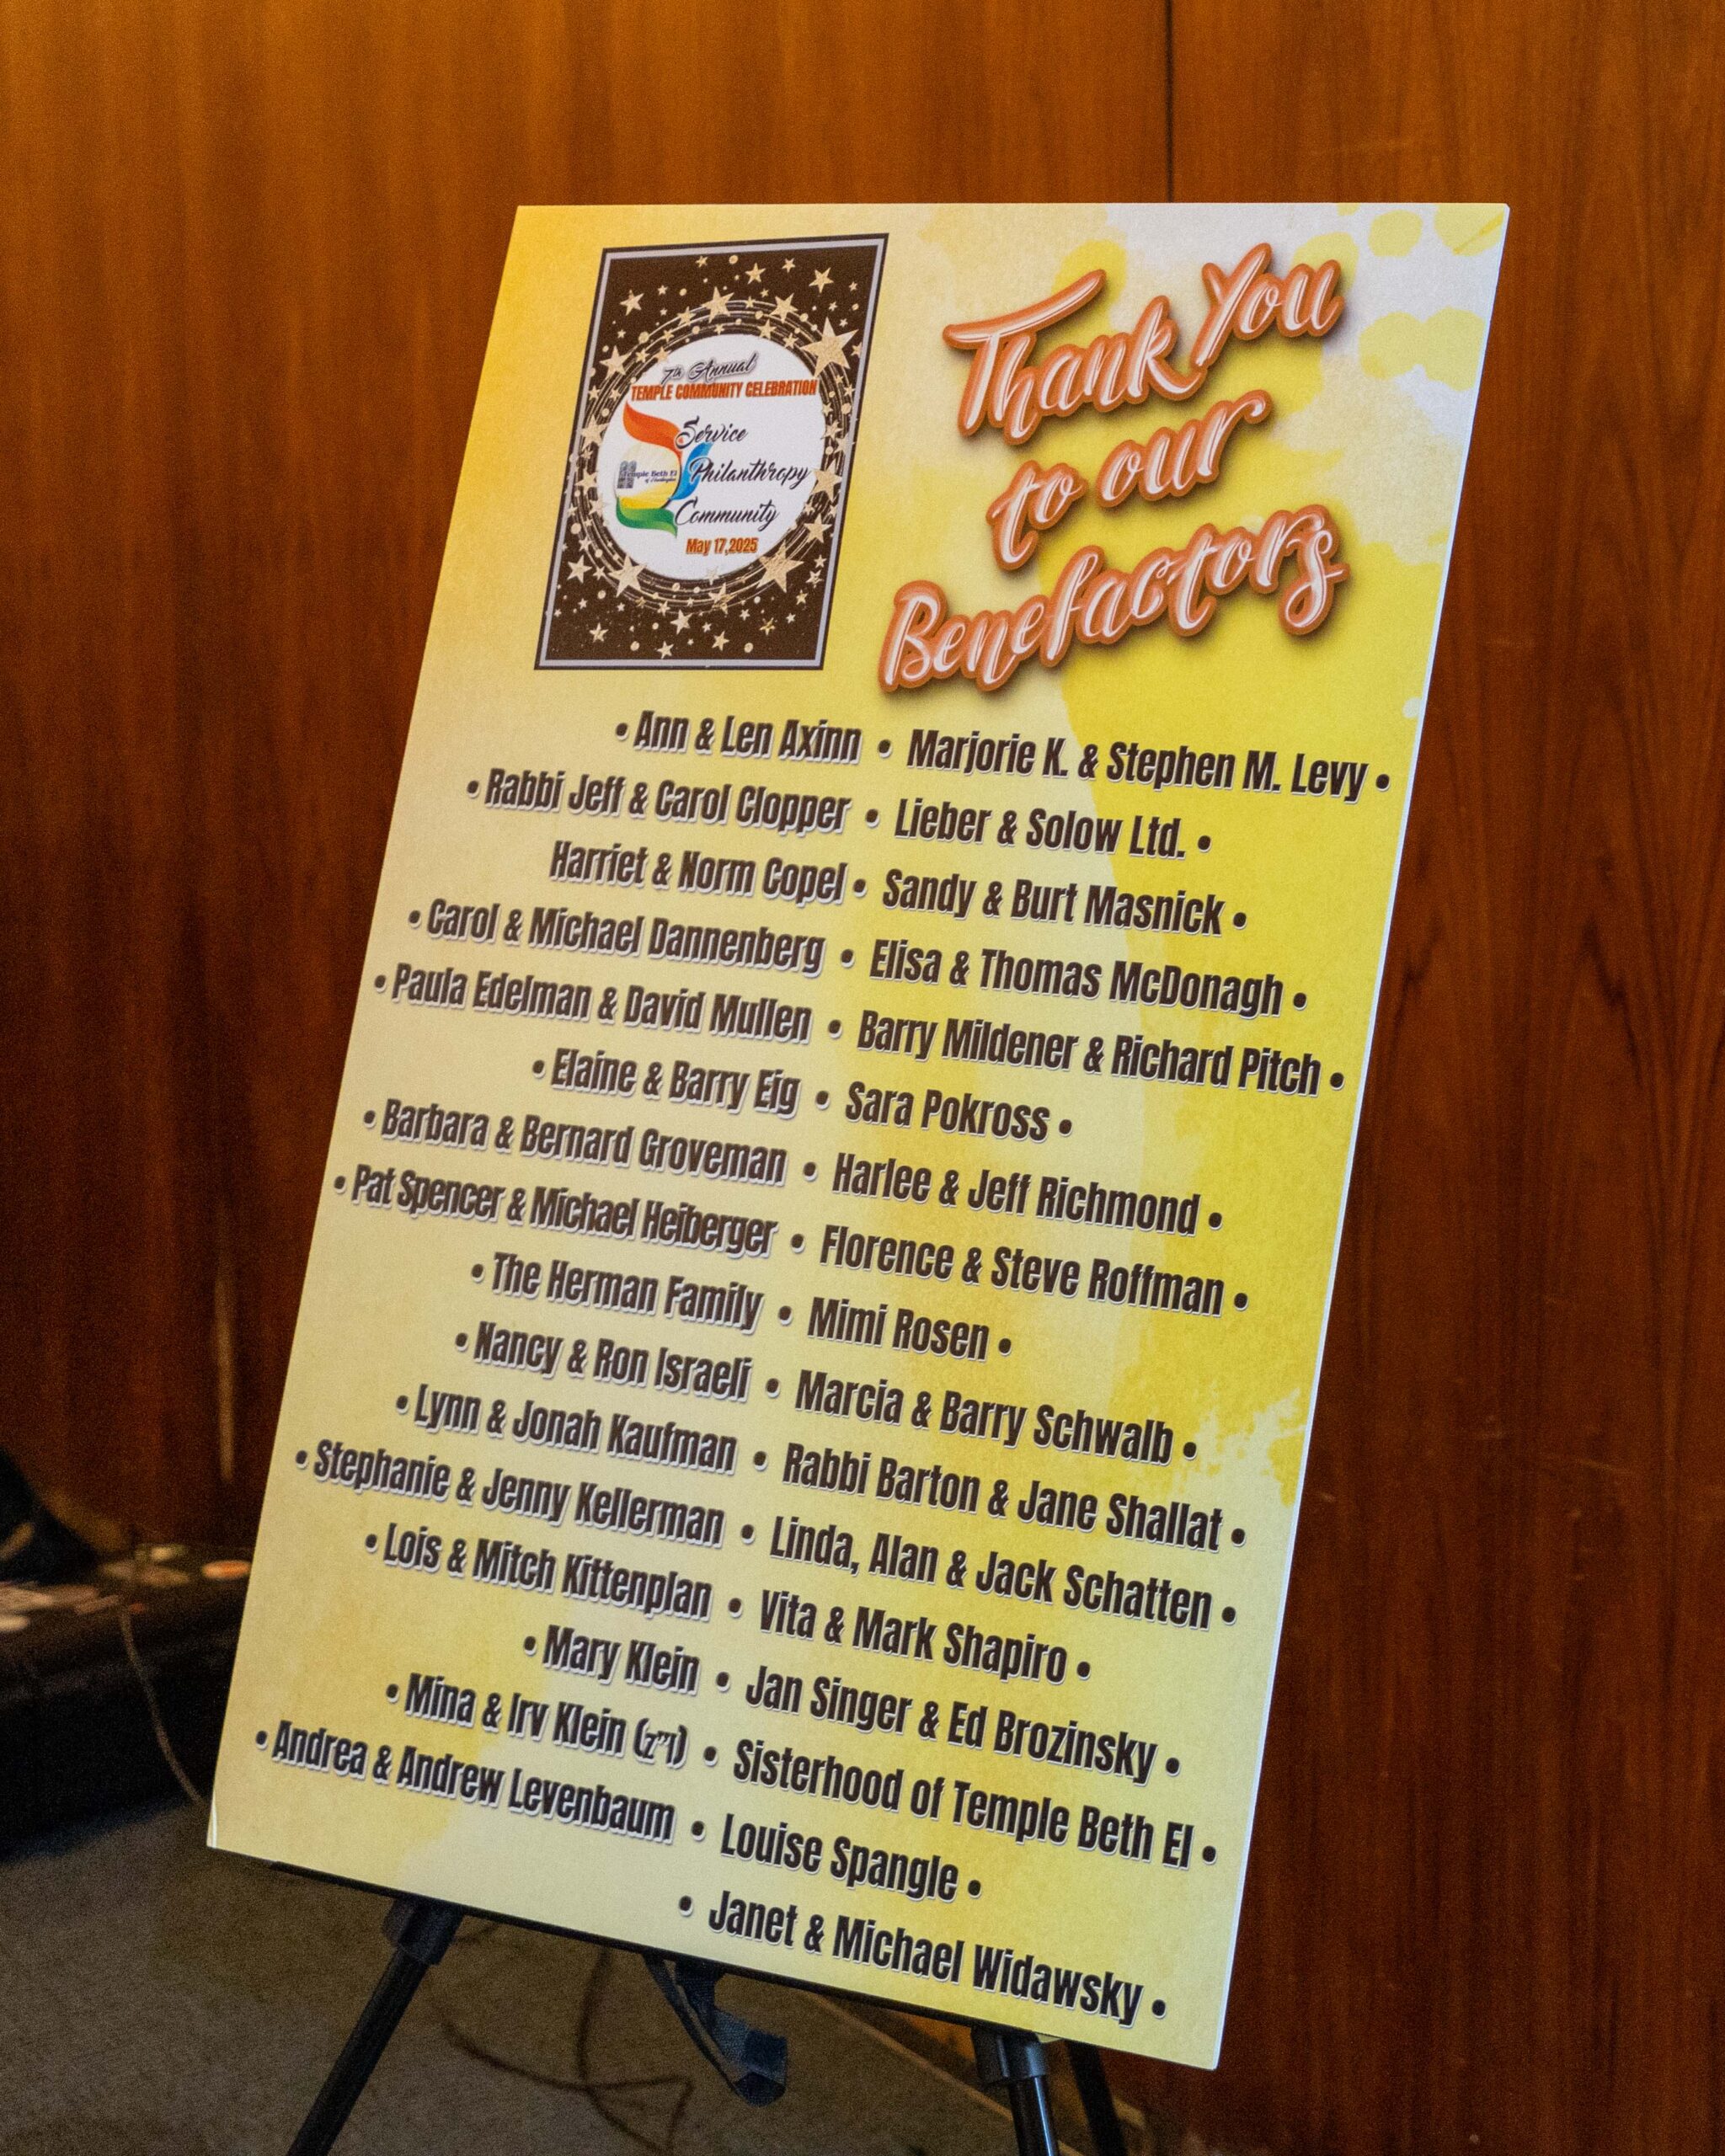 7th Annual
TEMPLE COMMUNITY CELEBRATION
Service
Philanthropy
Community
Temple Beth El
May 17, 2025
Thank You
to our
Benefactors
• Ann & Len Axinn • Marjorie K. & Stephen M. Levy •
• Rabbi Jeff & Carol Clopper • Lieber & Solow Ltd. •
Harriet & Norm Copel • Sandy & Burt Masnick •
• Carol & Michael Dannenberg • Elisa & Thomas McDonagh •
• Paula Edelman & David Mullen • Barry Mildener & Richard Pitch •
• Elaine & Barry Eig • Sara Pokross •
• Barbara & Bernard Groveman • Harlee & Jeff Richmond •
• Pat Spencer & Michael Heiberger • Florence & Steve Roffman •
• The Herman Family • Mimi Rosen •
• Nancy & Ron Israeli • Marcia & Barry Schwalb •
• Lynn & Jonah Kaufman • Rabbi Barton & Jane Shallat •
• Stephanie & Jenny Kellerman • Linda, Alan & Jack Schatten •
• Lois & Mitch Kittenplan • Vita & Mark Shapiro •
• Mary Klein • Jan Singer & Ed Brozinsky •
• Mina & Irv Klein (z"l) • Sisterhood of Temple Beth El •
• Andrea & Andrew Levenbaum • Louise Spangle •
• Janet & Michael Widawsky •